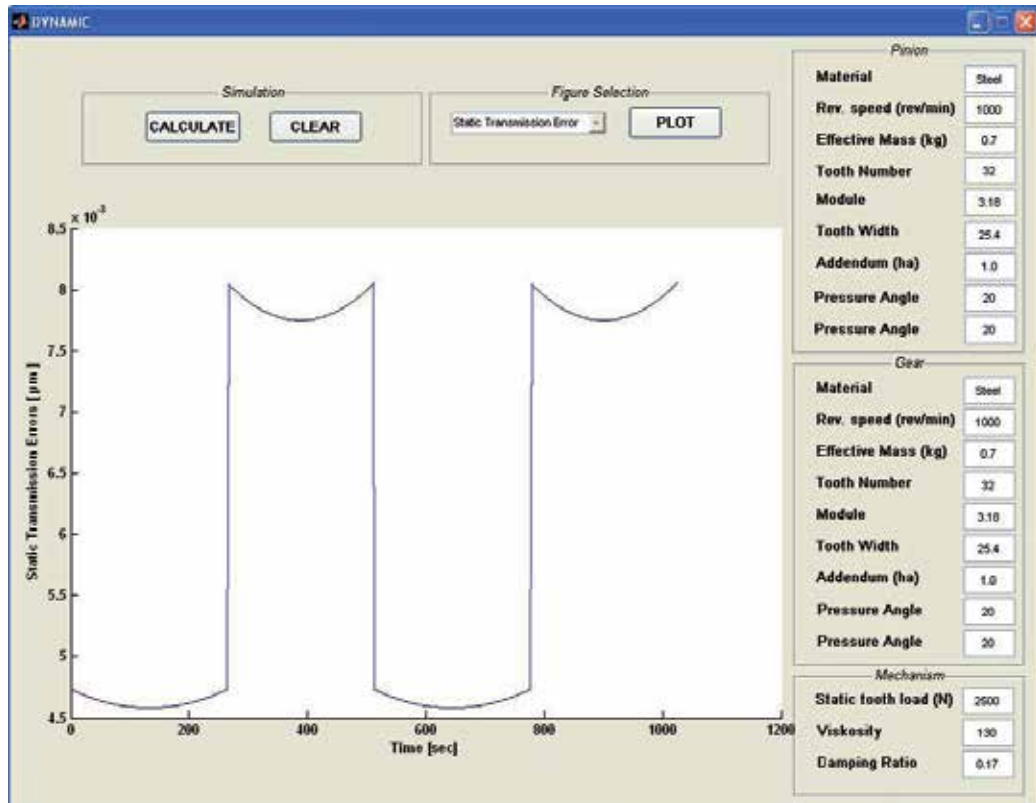 DYNAMIC
Simulation
CALCULATE CLEAR
Figure Selection
Static Transmission Error PLOT
× 10⁻³
8.5
8
7.5
7
6.5
6
5.5
5
4.5
Static Transmission Errors [ µm ]
0 200 400 600 800 1000 1200
Time [sec]
Pinion
Material Steel
Rev. speed (rew/min) 1000
Effective Mass (kg) 0.7
Tooth Number 32
Module 3.18
Tooth Width 25.4
Addendum (ha) 1.0
Pressure Angle 20
Pressure Angle 20
Gear
Material Steel
Rev. speed (rew/min) 1000
Effective Mass (kg) 0.7
Tooth Number 32
Module 3.18
Tooth Width 25.4
Addendum (ha) 1.0
Pressure Angle 20
Pressure Angle 20
Mechanism
Static tooth load (N) 2500
Viskosity 130
Damping Ratio 0.17